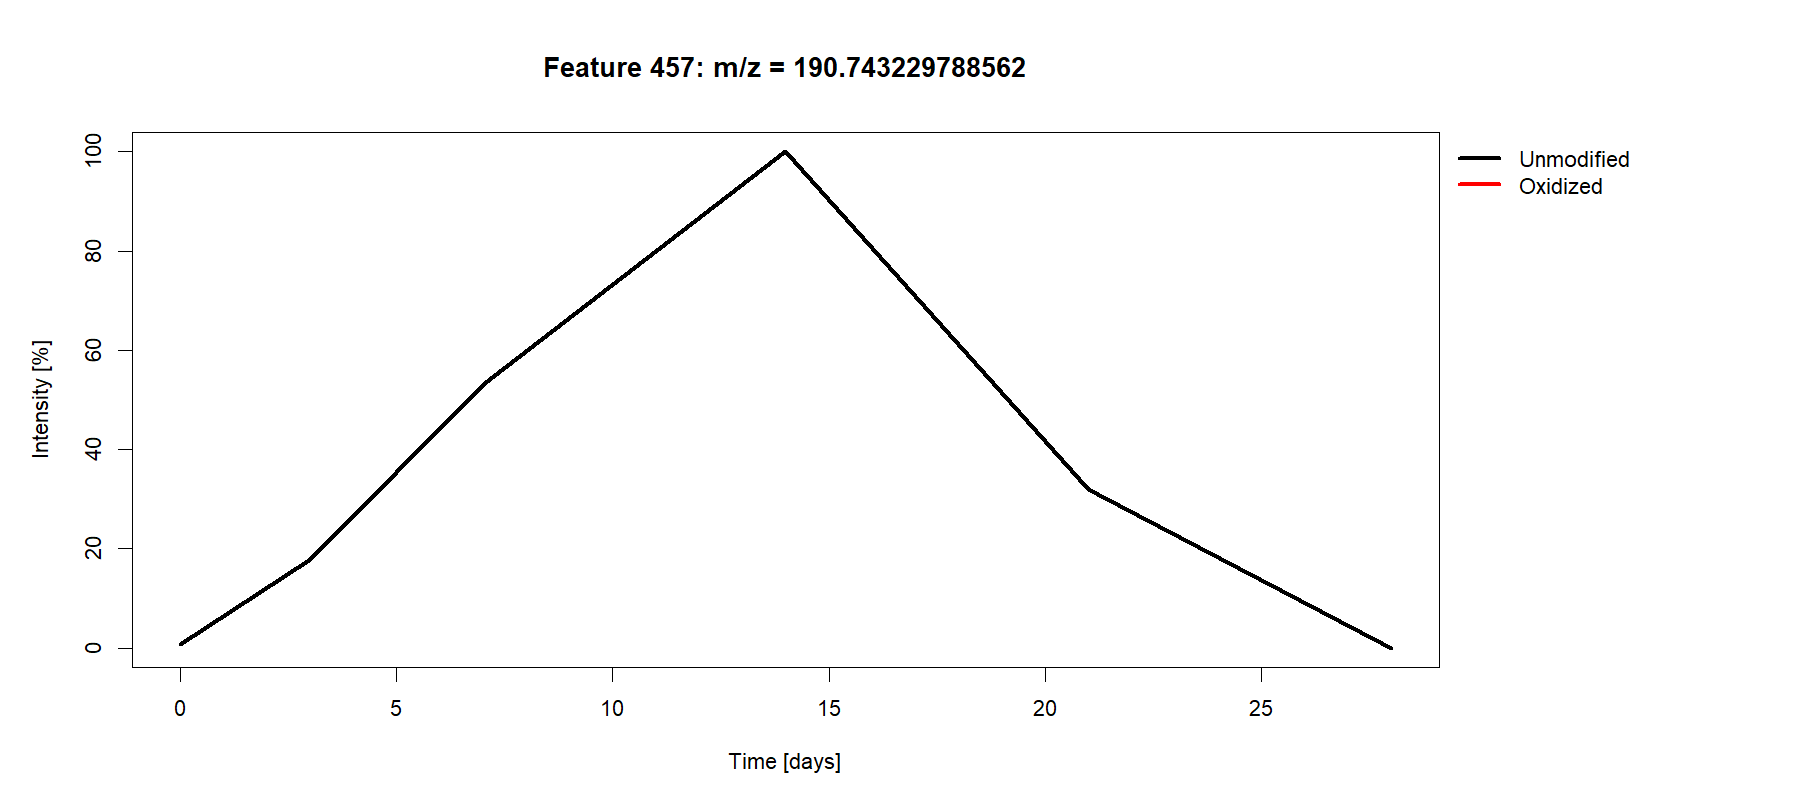 Feature 457: m/z = 190.743229788562
Unmodified
Oxidized
Intensity [%]
100
80
60
40
20
0
0 5 10 15 20 25
Time [days]